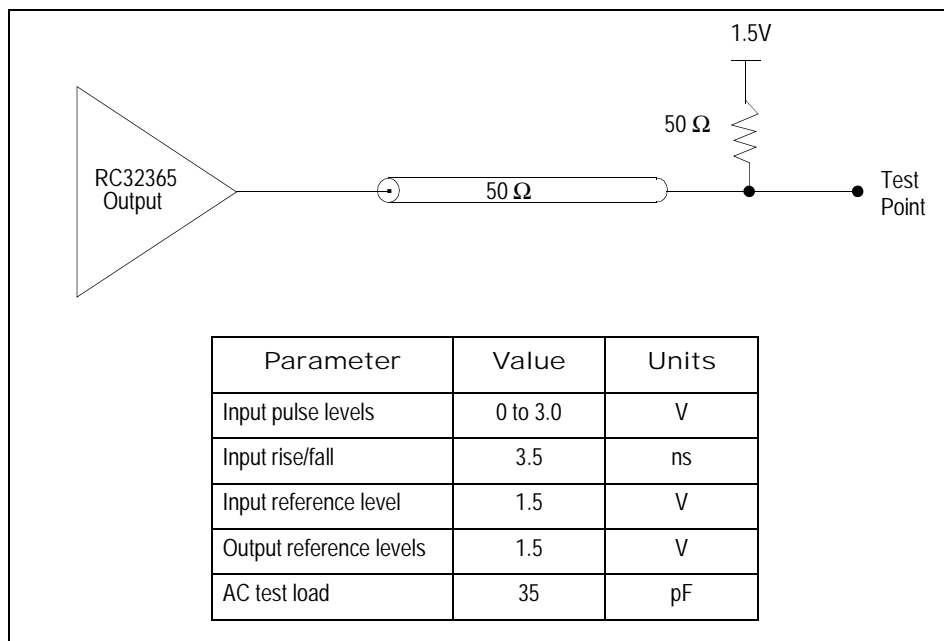 1.5V
50 Ω
RC32365
Output
50 Ω
Test
Point
Parameter Value Units
Input pulse levels 0 to 3.0 V
Input rise/fall 3.5 ns
Input reference level 1.5 V
Output reference levels 1.5 V
AC test load 35 pF